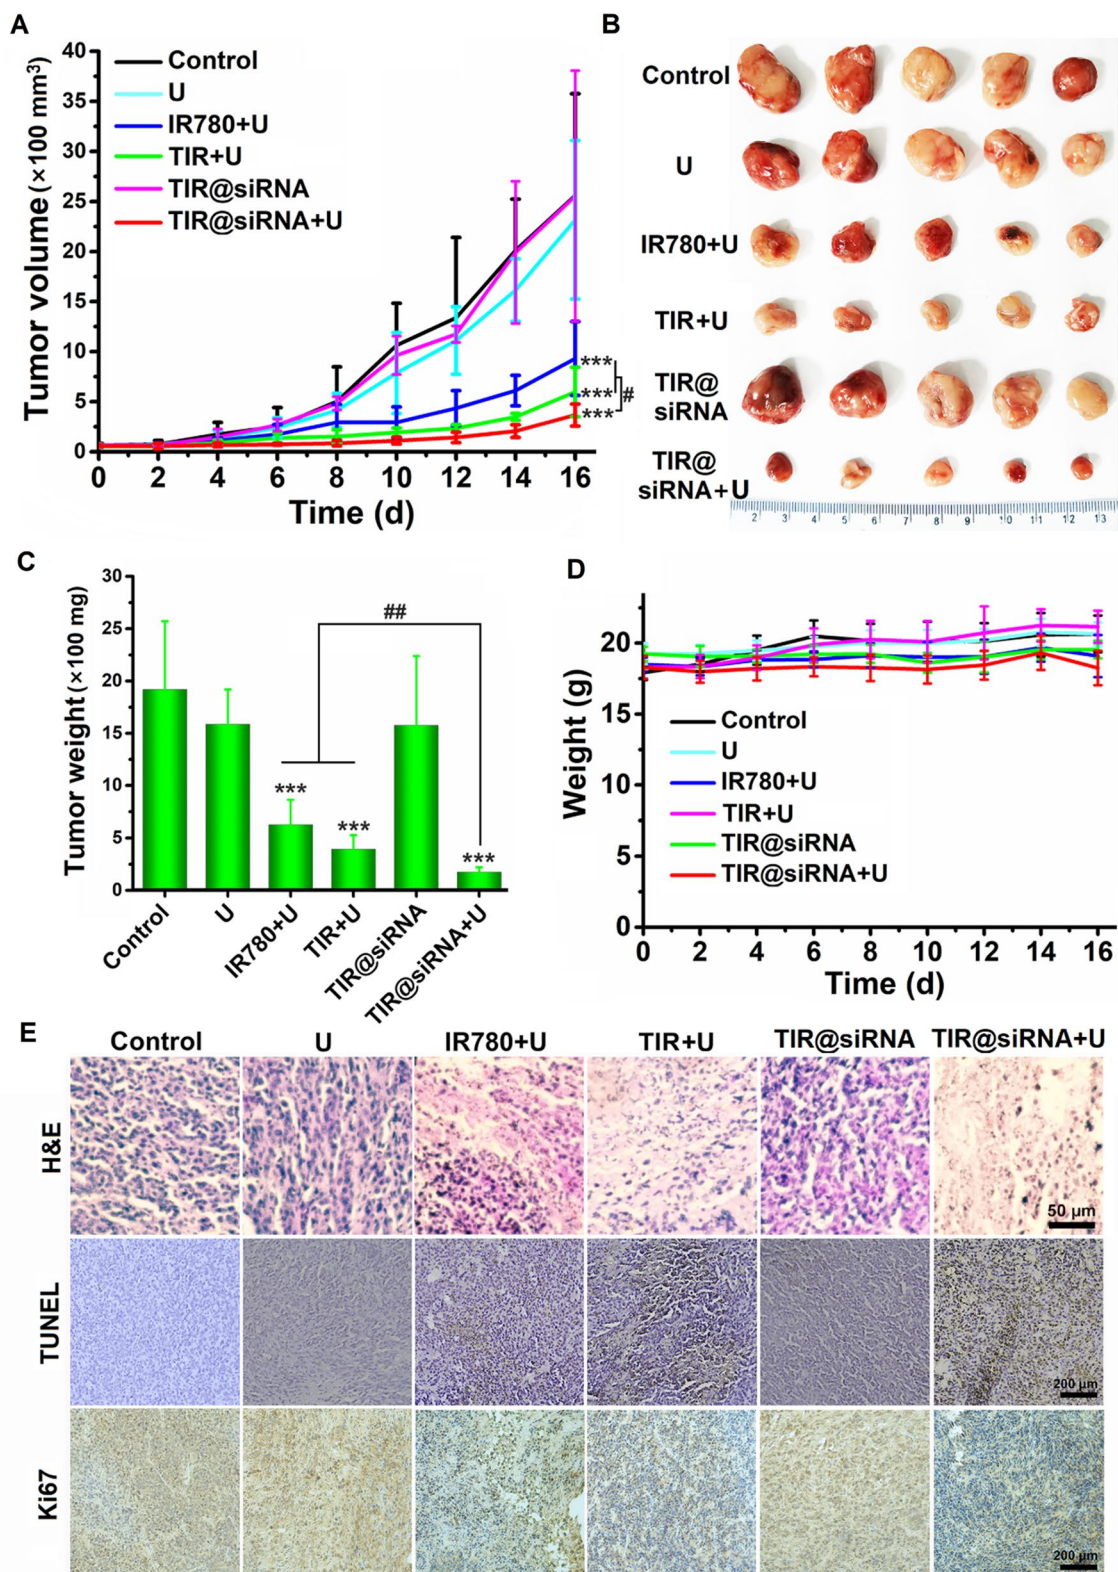 A
Tumor volume (×100 mm³)
40
35
30
25
20
15
10
5
0
Control
U
IR780+U
TIR+U
TIR@siRNA
TIR@siRNA+U
***
***
***
#
0 2 4 6 8 10 12 14 16
Time (d)
B
Control
U
IR780+U
TIR+U
TIR@
siRNA
TIR@
siRNA+U
2 3 4 5 6 7 8 9 10 11 12 13
C
Tumor weight (×100 mg)
30
25
20
15
10
5
0
##
***
***
***
Control
U
IR780+U
TIR+U
TIR@siRNA
TIR@siRNA+U
D
Weight (g)
20
15
10
5
0
Control
U
IR780+U
TIR+U
TIR@siRNA
TIR@siRNA+U
0 2 4 6 8 10 12 14 16
Time (d)
E
Control U IR780+U TIR+U TIR@siRNA TIR@siRNA+U
H&E
50 μm
TUNEL
200 μm
Ki67
200 μm